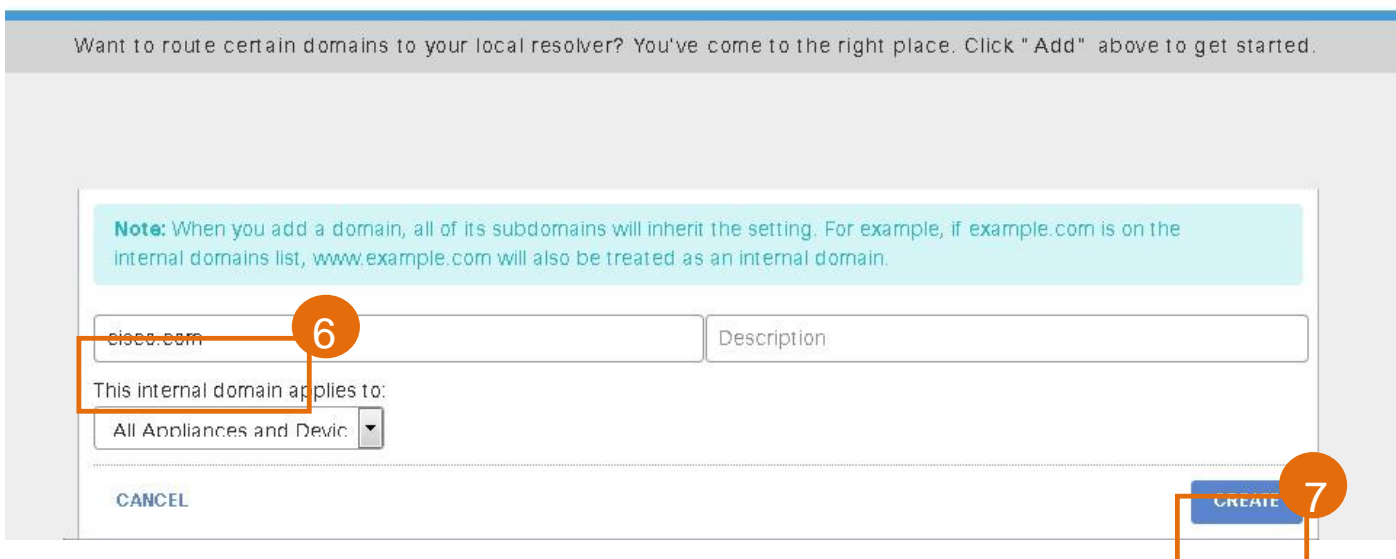 Want to route certain domains to your local resolver? You've come to the right place. Click "Add" above to get started.
Note: When you add a domain, all of its subdomains will inherit the setting. For example, if example.com is on the
internal domains list, www.example.com will also be treated as an internal domain.
cisco.com
6
Description
This internal domain applies to:
All Appliances and Devic
CANCEL
CREATE
7